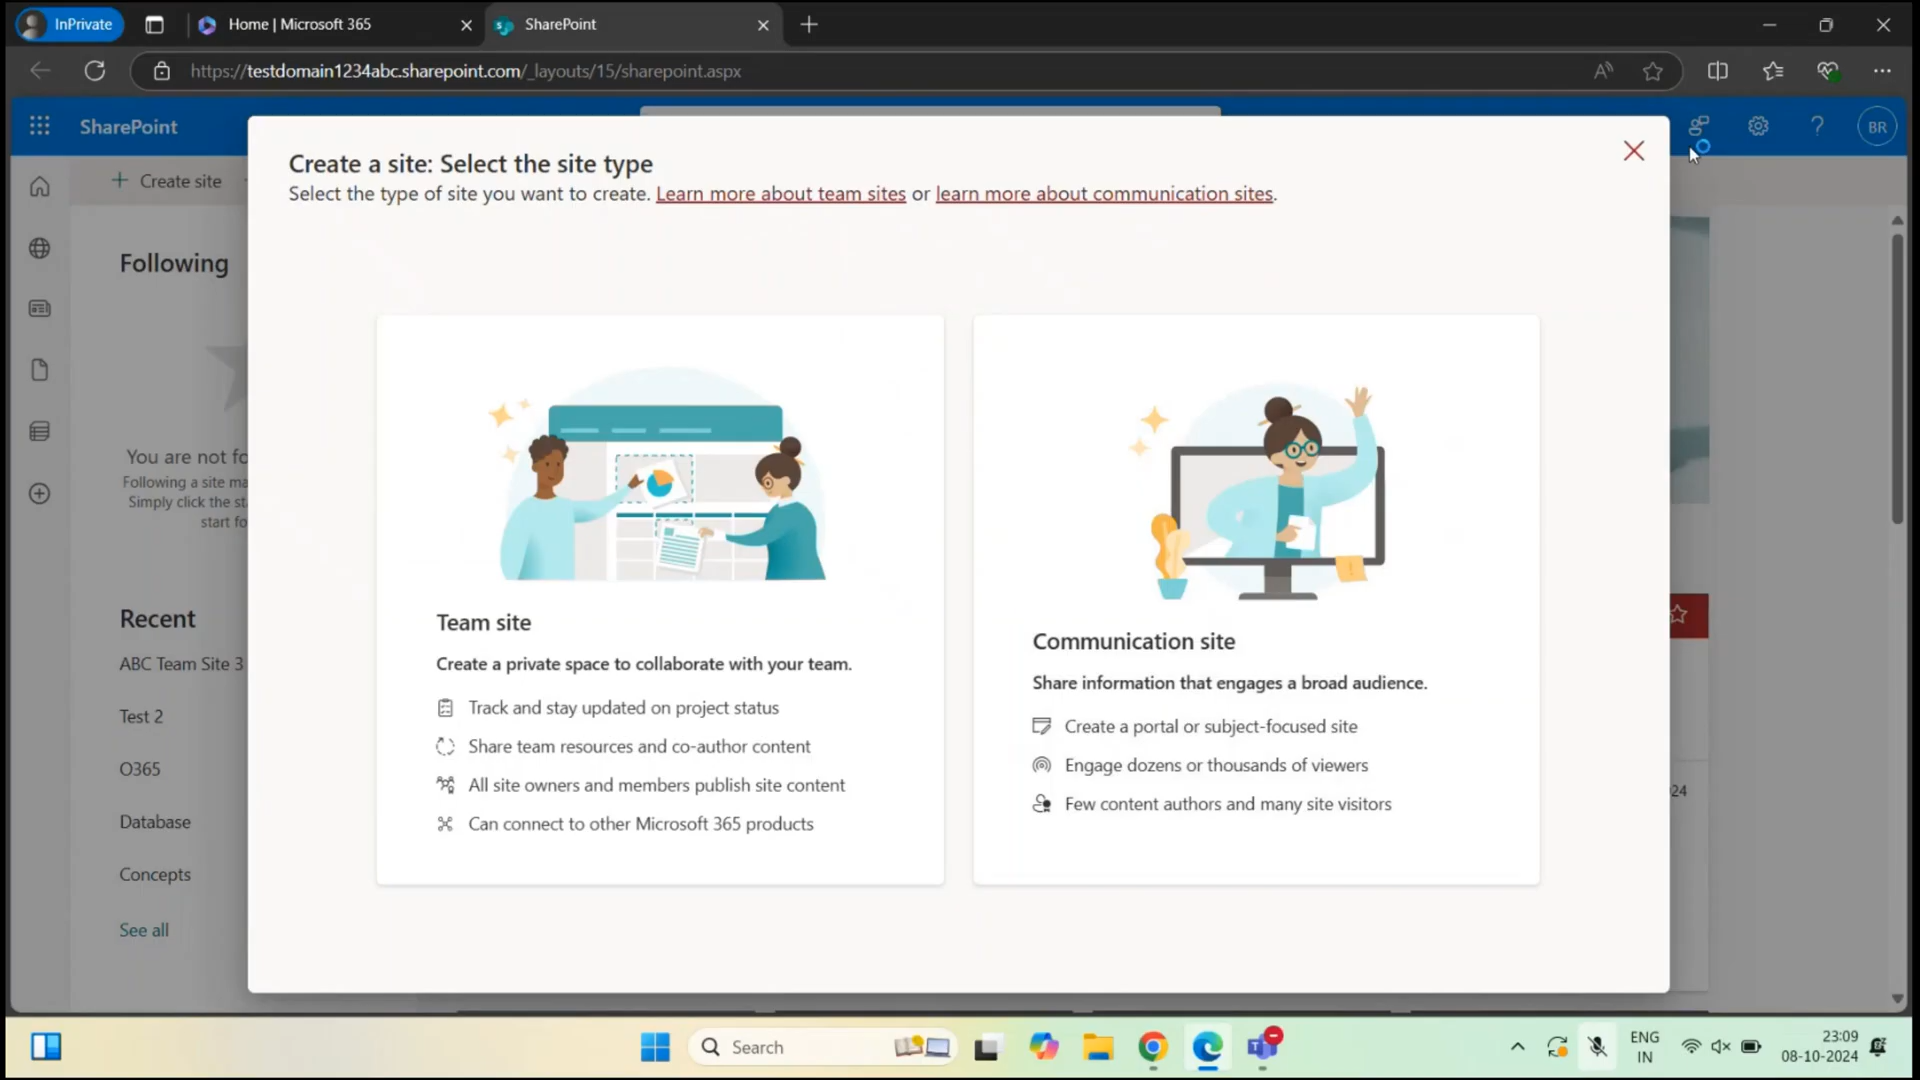 InPrivate
Home | Microsoft 365
SharePoint
https://testdomain1234abc.sharepoint.com/_layouts/15/sharepoint.aspx
SharePoint
BR
Create a site: Select the site type
Select the type of site you want to create. Learn more about team sites or learn more about communication sites.
+ Create site
Following
You are not fo
Following a site ma
Simply click the sta
start fo
Recent
ABC Team Site 3
Test 2
O365
Database
Concepts
See all
Team site
Create a private space to collaborate with your team.
Track and stay updated on project status
Share team resources and co-author content
All site owners and members publish site content
Can connect to other Microsoft 365 products
Communication site
Share information that engages a broad audience.
Create a portal or subject-focused site
Engage dozens or thousands of viewers
Few content authors and many site visitors
24
Search
ENG
IN
23:09
08-10-2024